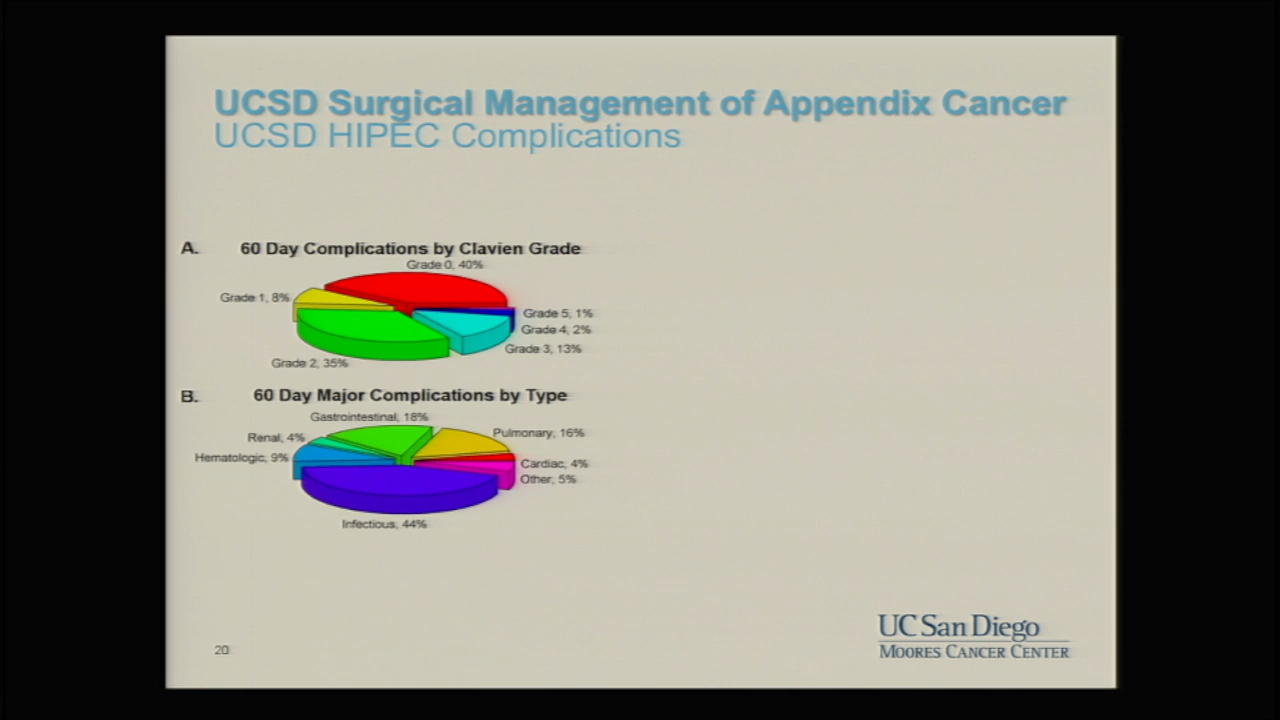 UCSD Surgical Management of Appendix Cancer
UCSD HIPEC Complications
A. 60 Day Complications by Clavien Grade
Grade 0, 40%
Grade 1, 8%
Grade 5, 1%
Grade 4, 2%
Grade 3, 13%
Grade 2, 35%
B. 60 Day Major Complications by Type
Gastrointestinal, 18%
Pulmonary, 16%
Renal, 4%
Hematologic, 9%
Cardiac, 4%
Other, 5%
Infectious, 44%
UC San Diego
MOORES CANCER CENTER
20